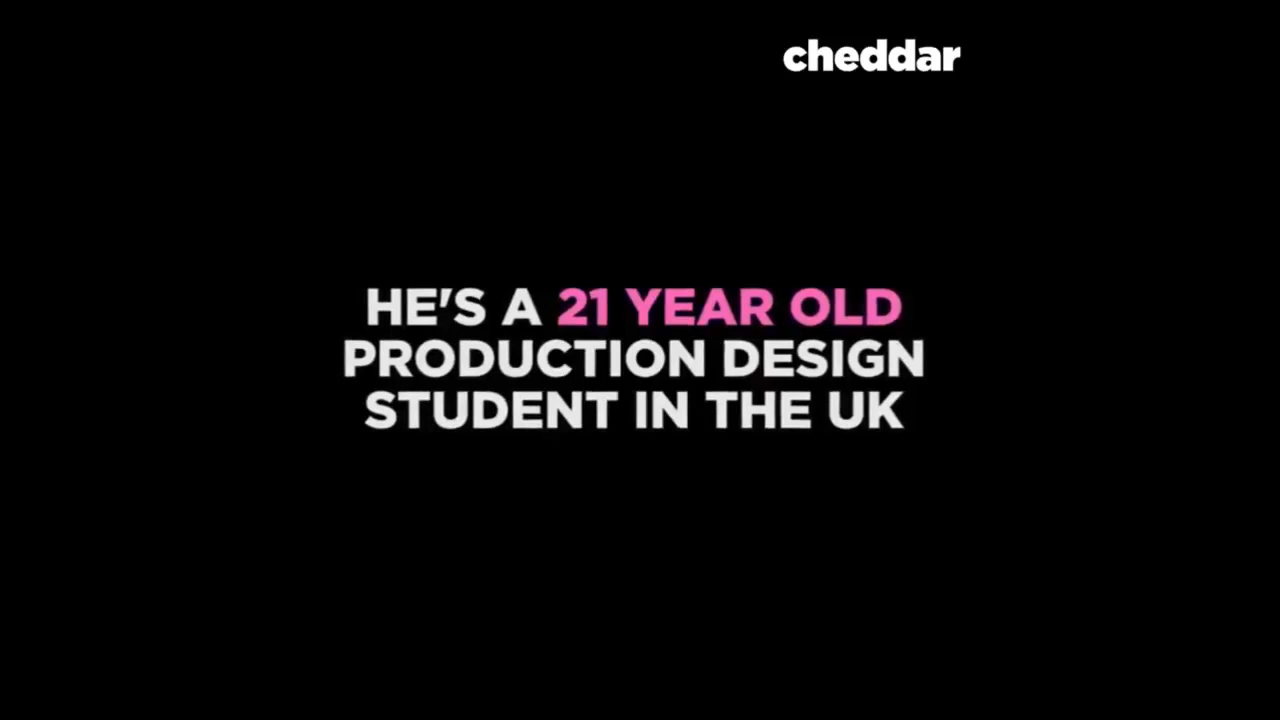 cheddar
HE'S A 21 YEAR OLD
PRODUCTION DESIGN
STUDENT IN THE UK